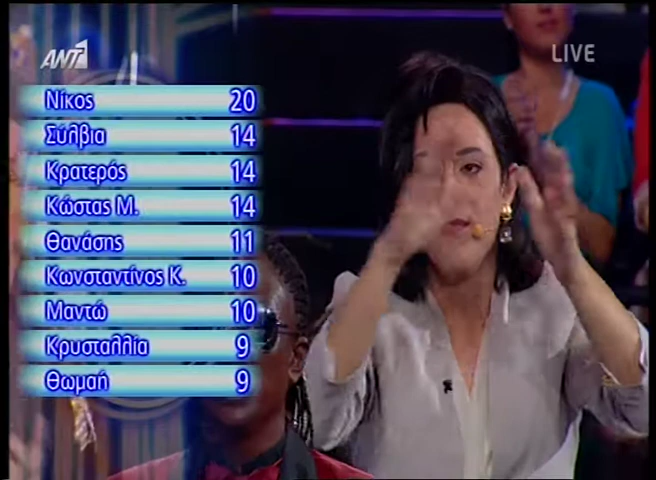 ANT1
LIVE
Νίκος 20
Σύλβια 14
Κρατερός 14
Κώστας Μ. 14
Θανάσης 11
Κωνσταντίνος Κ. 10
Μαντώ 10
Κρυσταλλία 9
Θωμαή 9